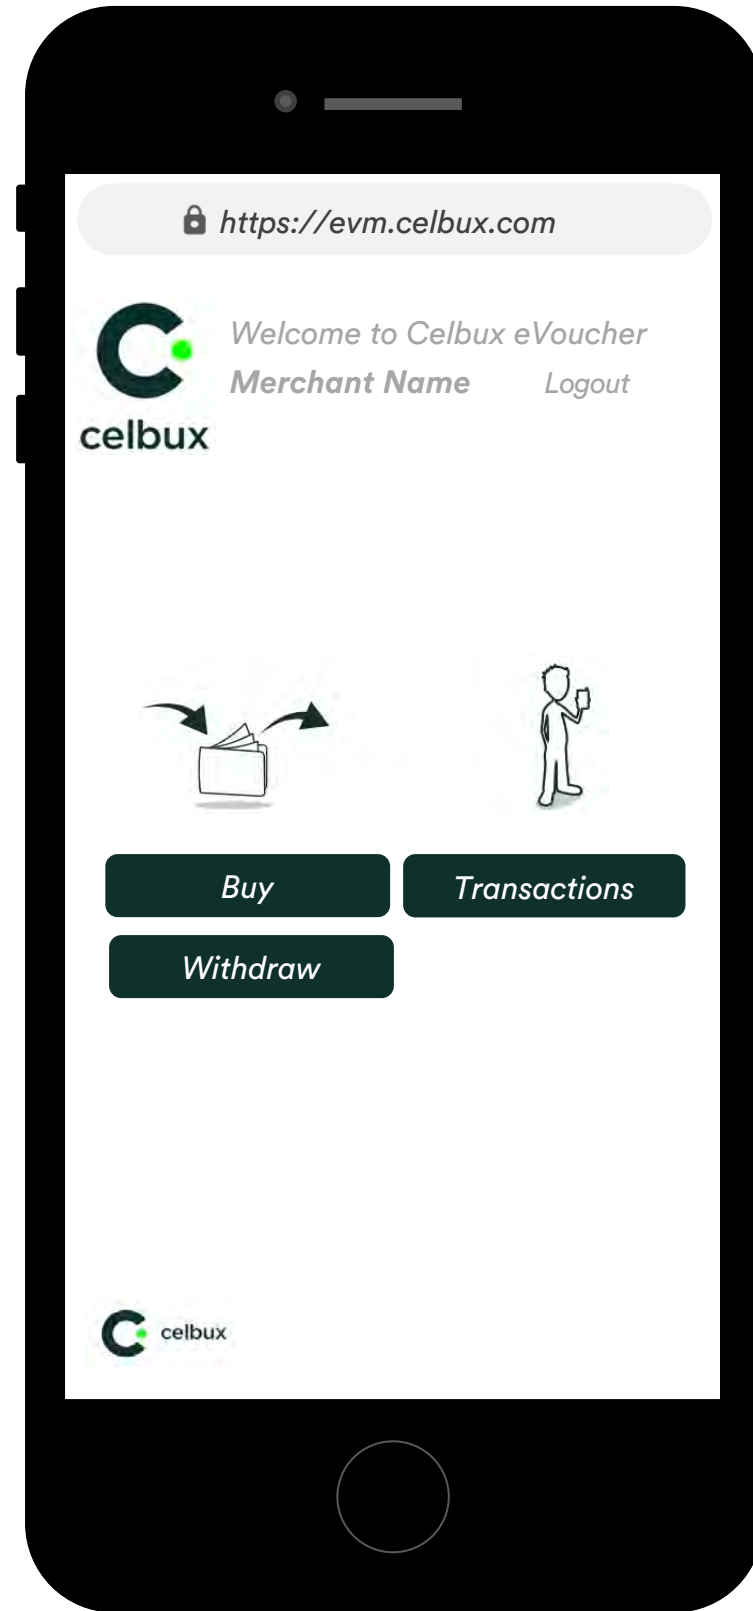 https://evm.celbux.com
Welcome to Celbux eVoucher
Merchant Name Logout
celbux
Buy Transactions
Withdraw
celbux